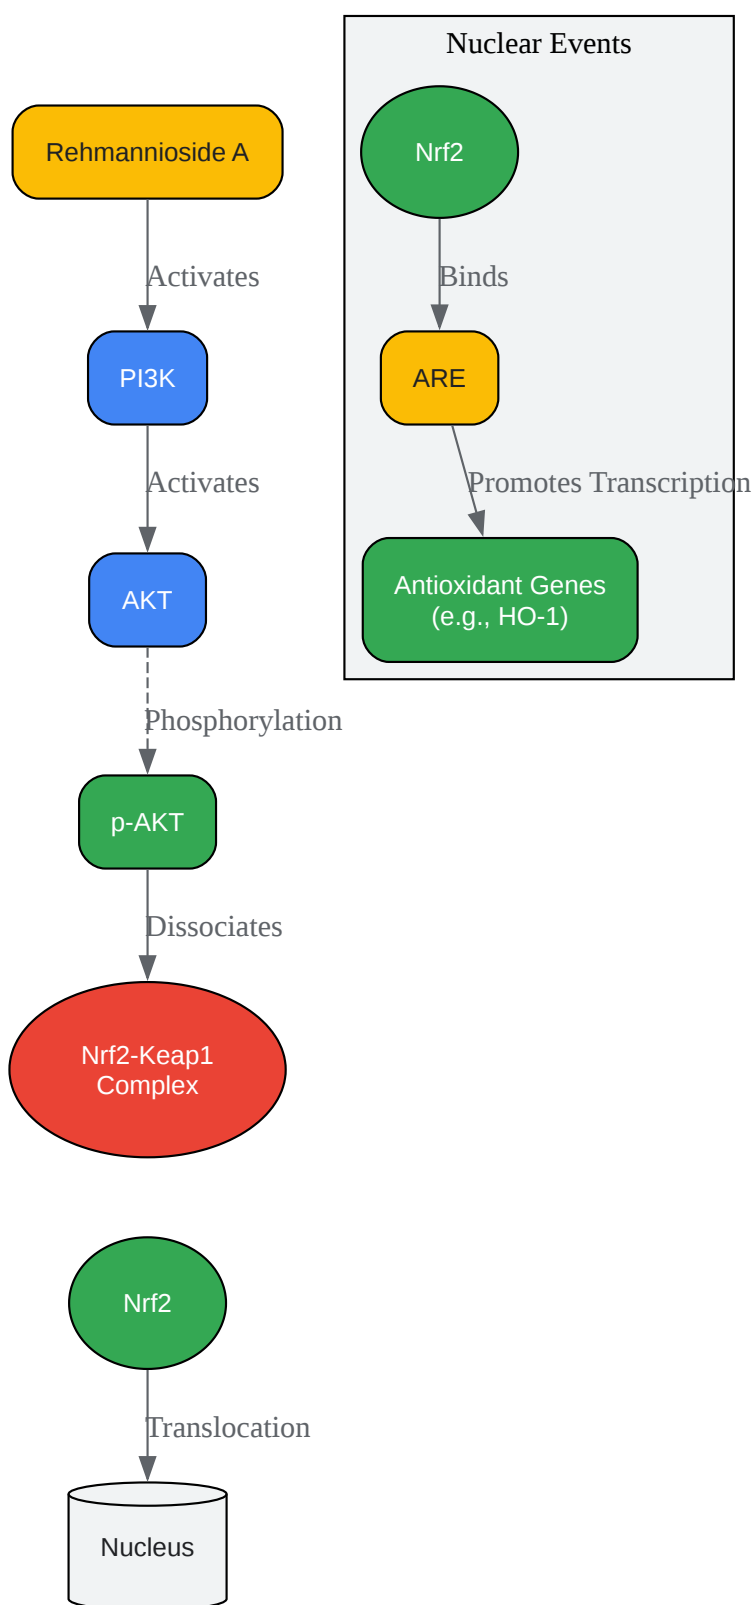 Rehmannioside A
Activates
PI3K
Activates
AKT
Phosphorylation
p-AKT
Dissociates
Nrf2-Keap1
Complex
Nrf2
Translocation
Nucleus
Nuclear Events
Nrf2
Binds
ARE
Promotes Transcription
Antioxidant Genes
(e.g., HO-1)